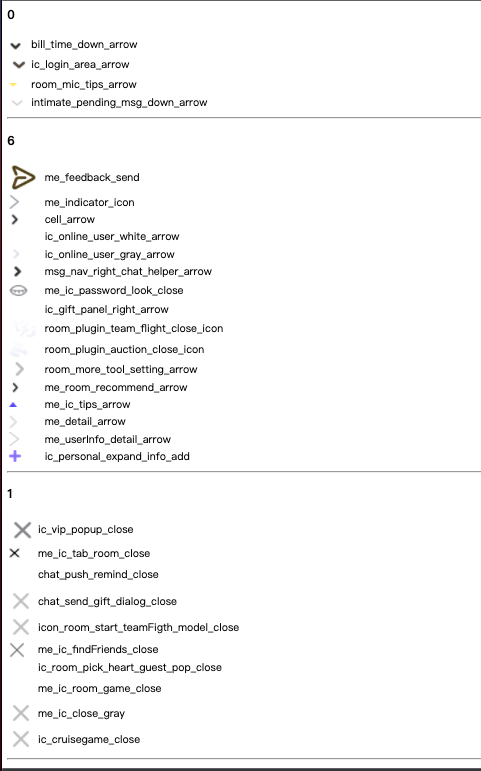 0
bill_time_down_arrow
ic_login_area_arrow
room_mic_tips_arrow
intimate_pending_msg_down_arrow
6
me_feedback_send
me_indicator_icon
cell_arrow
ic_online_user_white_arrow
ic_online_user_gray_arrow
msg_nav_right_chat_helper_arrow
me_ic_password_look_close
ic_gift_panel_right_arrow
room_plugin_team_flight_close_icon
room_plugin_auction_close_icon
room_more_tool_setting_arrow
me_room_recommend_arrow
me_ic_tips_arrow
me_detail_arrow
me_userInfo_detail_arrow
ic_personal_expand_info_add
1
ic_vip_popup_close
me_ic_tab_room_close
chat_push_remind_close
chat_send_gift_dialog_close
icon_room_start_teamFigth_model_close
me_ic_findFriends_close
ic_room_pick_heart_guest_pop_close
me_ic_room_game_close
me_ic_close_gray
ic_cruisegame_close